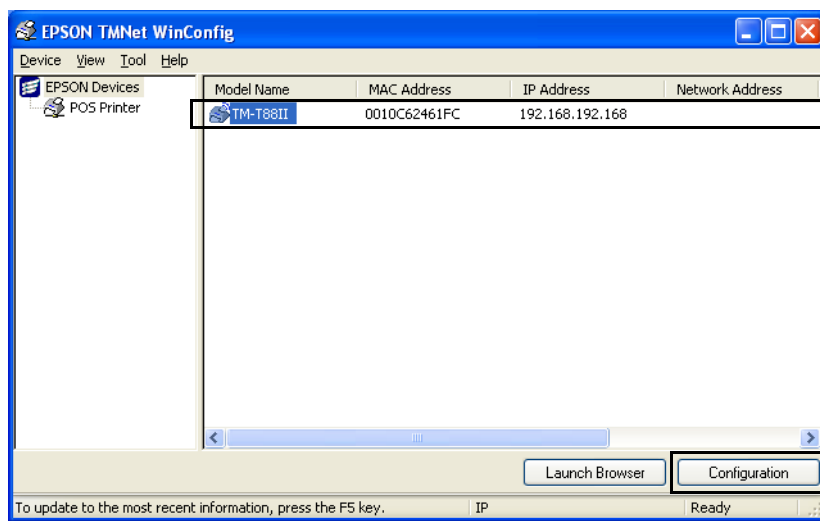 EPSON TMNet WinConfig
Device View Tool Help
EPSON Devices
POS Printer
Model Name MAC Address IP Address Network Address
TM-T88II 0010C62461FC 192.168.192.168
Launch Browser Configuration
To update to the most recent information, press the F5 key. IP Ready